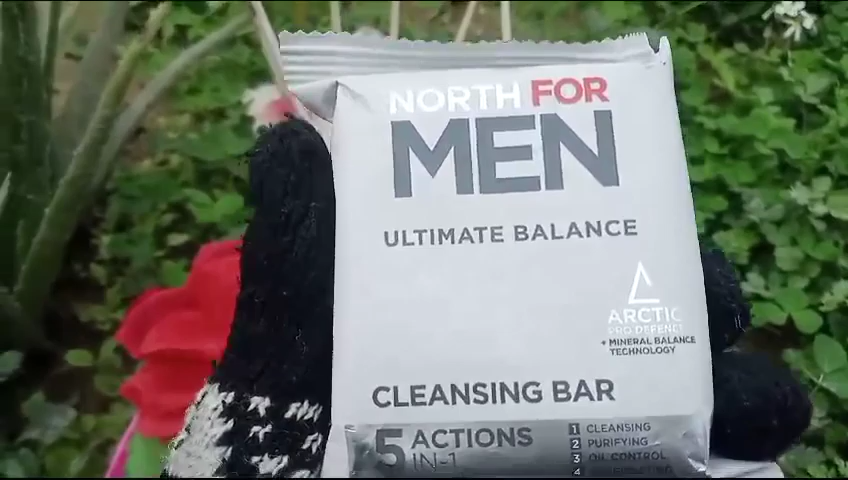 NORTH FOR
MEN
ULTIMATE BALANCE
ARCTIC
PRO DEFENCE
+ MINERAL BALANCE
TECHNOLOGY
CLEANSING BAR
5 ACTIONS
IN-1
1 CLEANSING
2 PURIFYING
3 OIL CONTROL
4